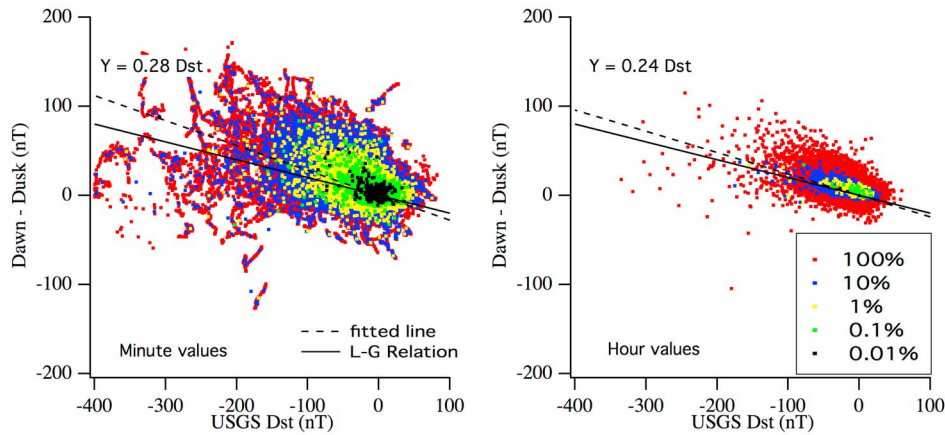 200
100
0
-100
-200
Dawn - Dusk (nT)
Y = 0.28 Dst
Minute values
fitted line
L-G Relation
-400
-300
-200
-100
0
100
USGS Dst (nT)
200
100
0
-100
-200
Dawn - Dusk (nT)
Y = 0.24 Dst
100%
10%
1%
0.1%
0.01%
Hour values
-400
-300
-200
-100
0
100
USGS Dst (nT)